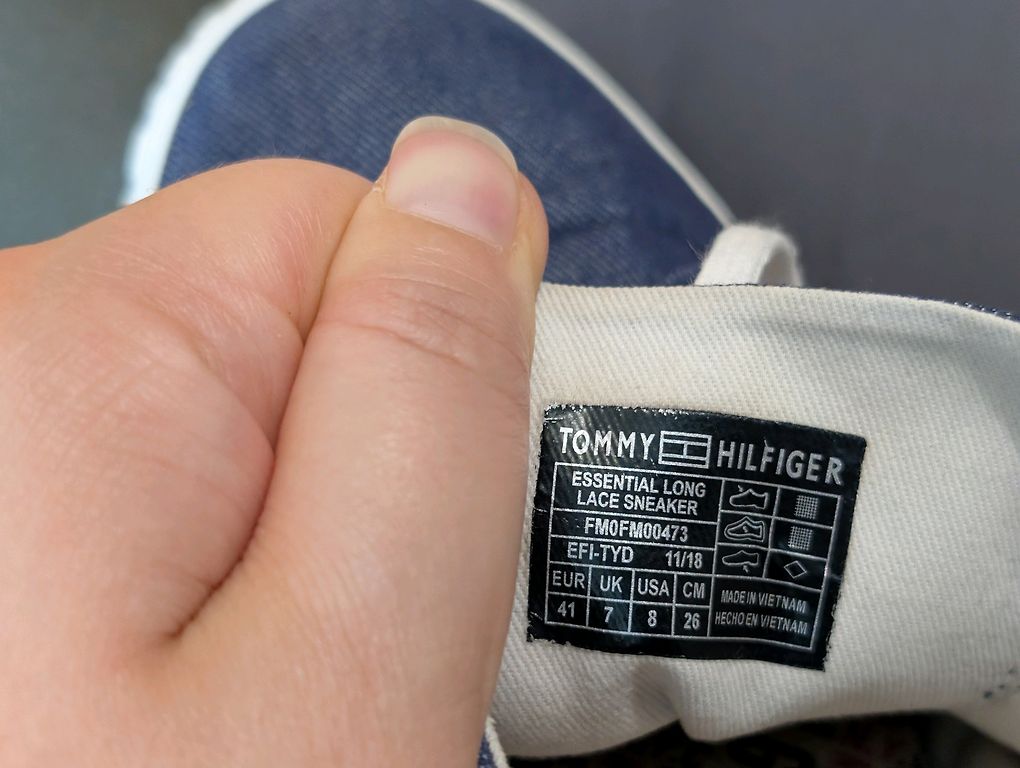 TOMMY HILFIGER
ESSENTIAL LONG
LACE SNEAKER
FM0FM00473
EFI-TYD 11/18
EUR UK USA CM
41 7 8 26
MADE IN VIETNAM
HECHO EN VIETNAM